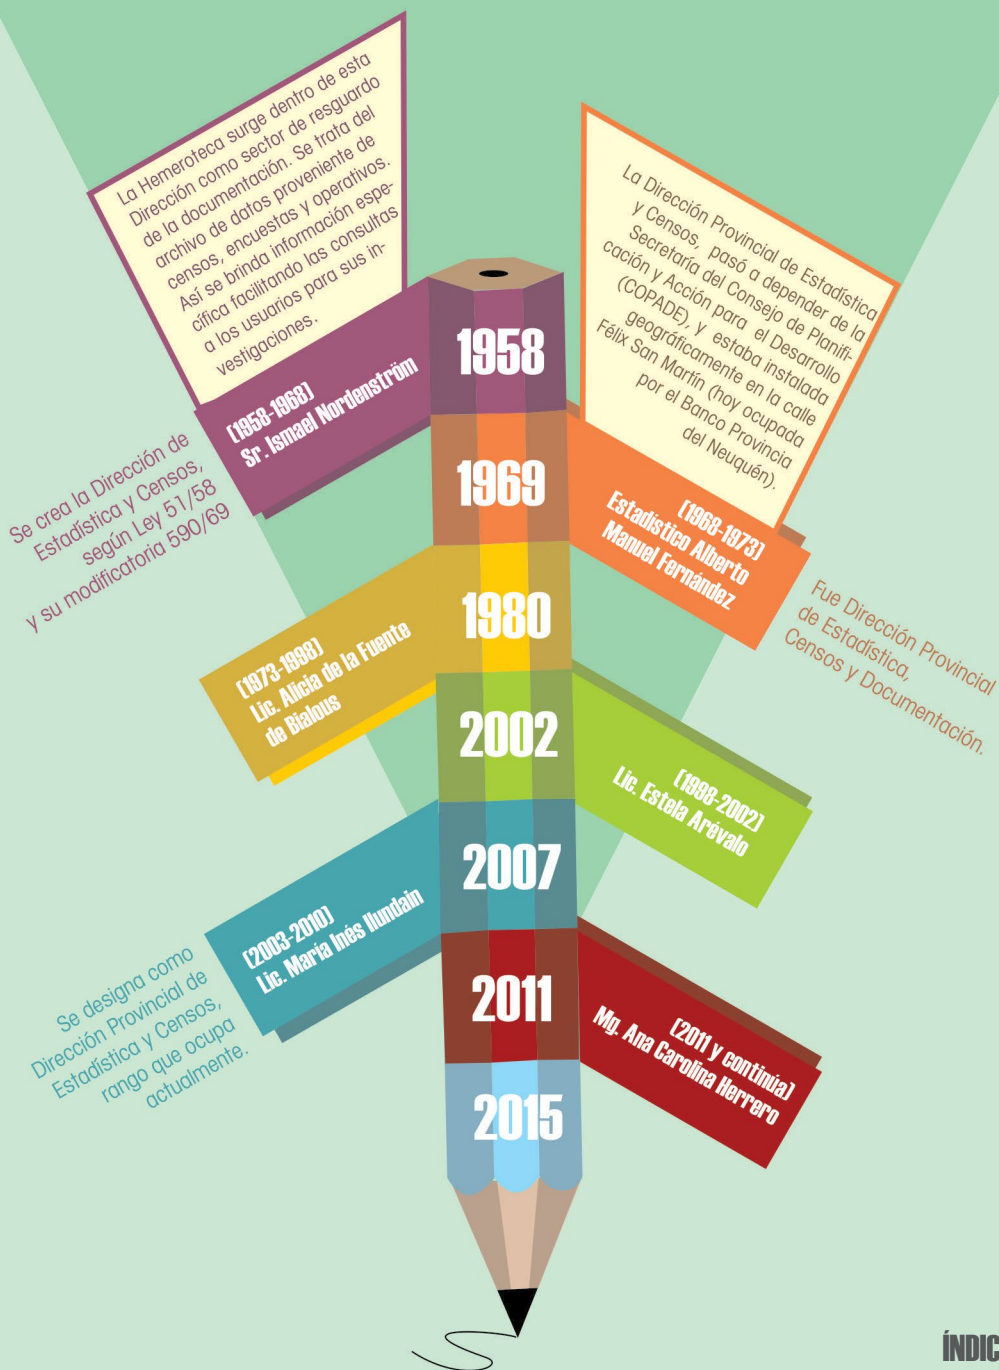 La Hemeroteca surge dentro de esta
Dirección como sector de resguardo
de la documentación. Se trata del
archivo de datos proveniente de
censos, encuestas y operativos.
Así se brinda información espe-
cífica facilitando las consultas
a los usuarios para sus in-
vestigaciones.
La Dirección Provincial de Estadística
y Censos, pasó a depender de la
Secretaría del Consejo de Planifi-
cación y Acción para el Desarrollo
(COPADE), y estaba instalada
geográficamente en la calle
Félix San Martín (hoy ocupada
por el Banco Provincia
del Neuquén).
1958
(1958-1968)
Sr. Ismael Nordenström
Se crea la Dirección de
Estadística y Censos,
según Ley 51/58
y su modificatoria 590/69
1969
(1968-1973)
Estadístico Alberto
Manuel Fernández
Fue Dirección Provincial
de Estadística,
Censos y Documentación.
1980
(1973-1998)
Lic. Alicia de la Fuente
de Bialous
2002
(1998-2002)
Lic. Estela Arévalo
2007
(2003-2010)
Lic. María Inés Ilundain
Se designa como
Dirección Provincial de
Estadística y Censos,
rango que ocupa
actualmente.
2011
(2011 y continúa)
Mg. Ana Carolina Herrero
2015
ÍNDIC